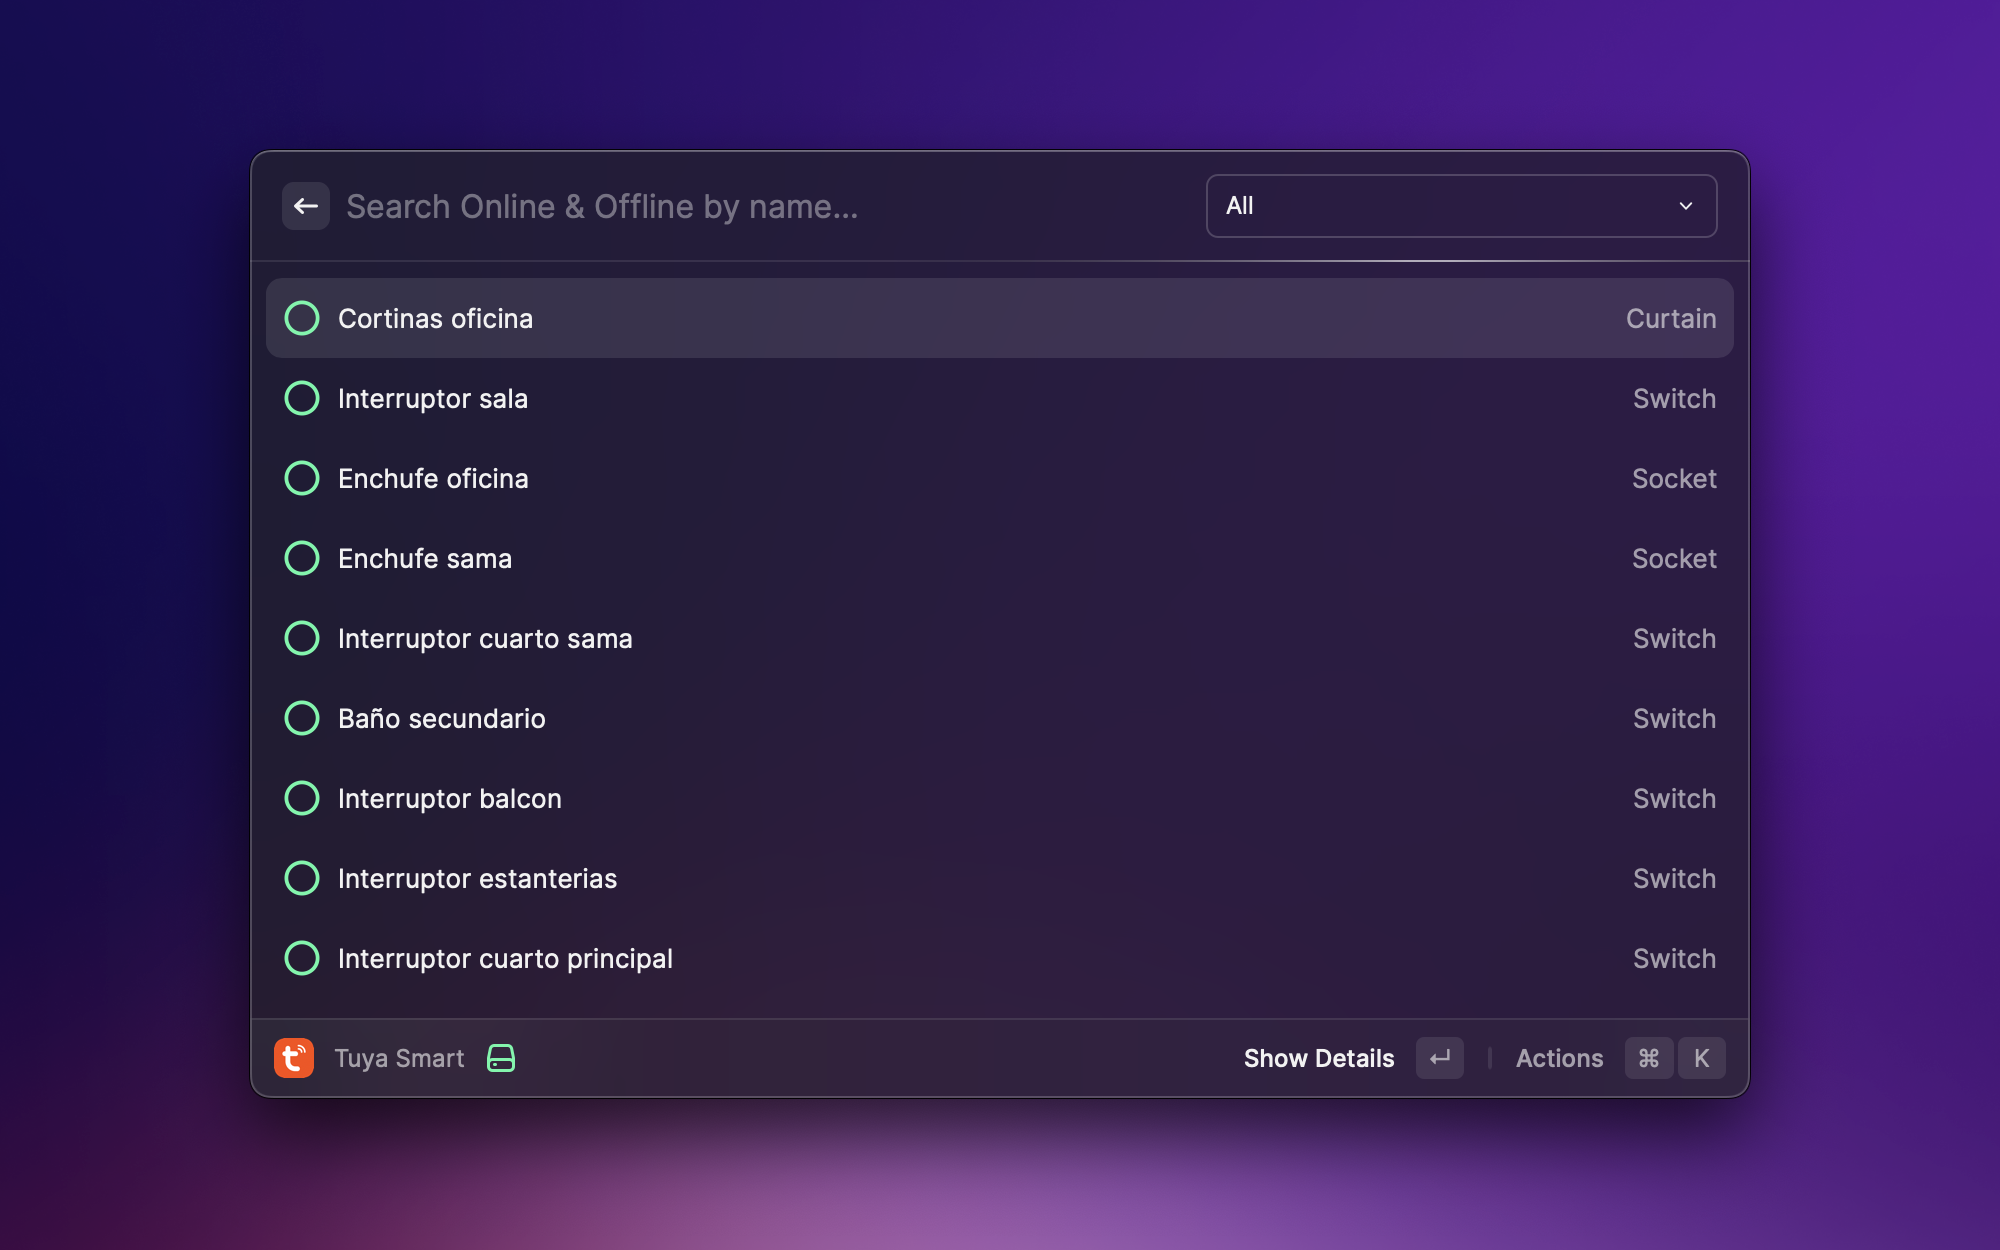 Search Online & Offline by name...
All
Cortinas oficina Curtain
Interruptor sala Switch
Enchufe oficina Socket
Enchufe sama Socket
Interruptor cuarto sama Switch
Baño secundario Switch
Interruptor balcon Switch
Interruptor estanterias Switch
Interruptor cuarto principal Switch
Tuya Smart Show Details Actions ⌘ K